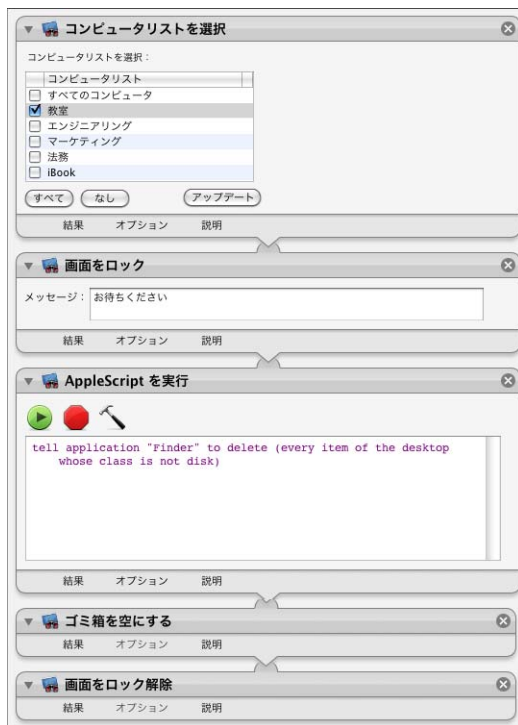 コンピュータリストを選択
コンピュータリストを選択：
コンピュータリスト
すべてのコンピュータ
教室
エンジニアリング
マーケティング
法務
iBook
すべて なし アップデート
結果 オプション 説明
画面をロック
メッセージ： お待ちください
結果 オプション 説明
AppleScript を実行
tell application "Finder" to delete (every item of the desktop
whose class is not disk)
結果 オプション 説明
ゴミ箱を空にする
結果 オプション 説明
画面をロック解除
結果 オプション 説明